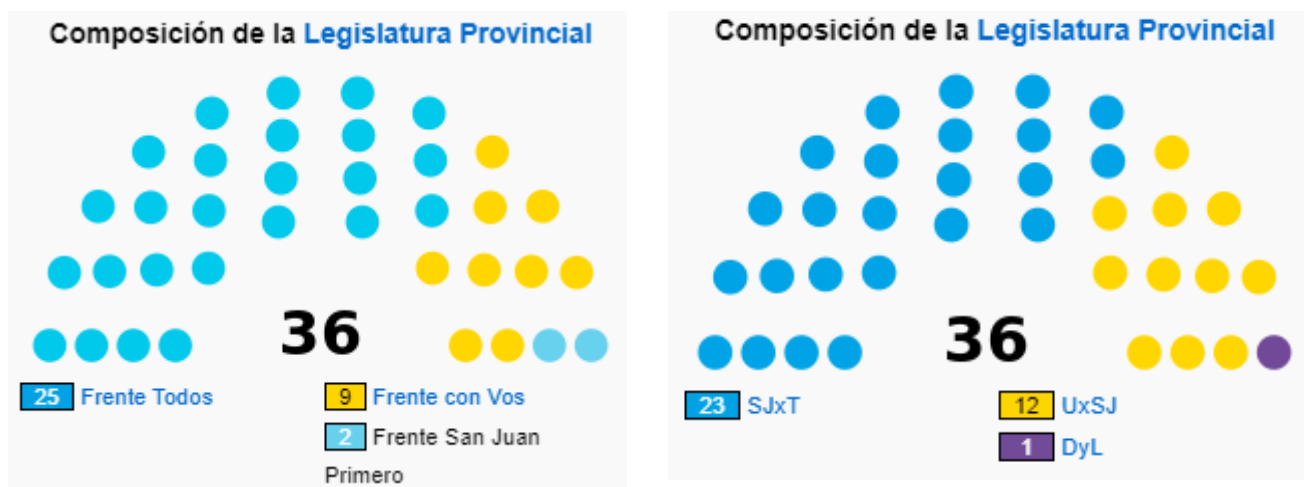 Composición de la Legislatura Provincial
36
25 Frente Todos
9 Frente con Vos
2 Frente San Juan
Primero
Composición de la Legislatura Provincial
36
23 SJxT
12 UxSJ
1 DyL